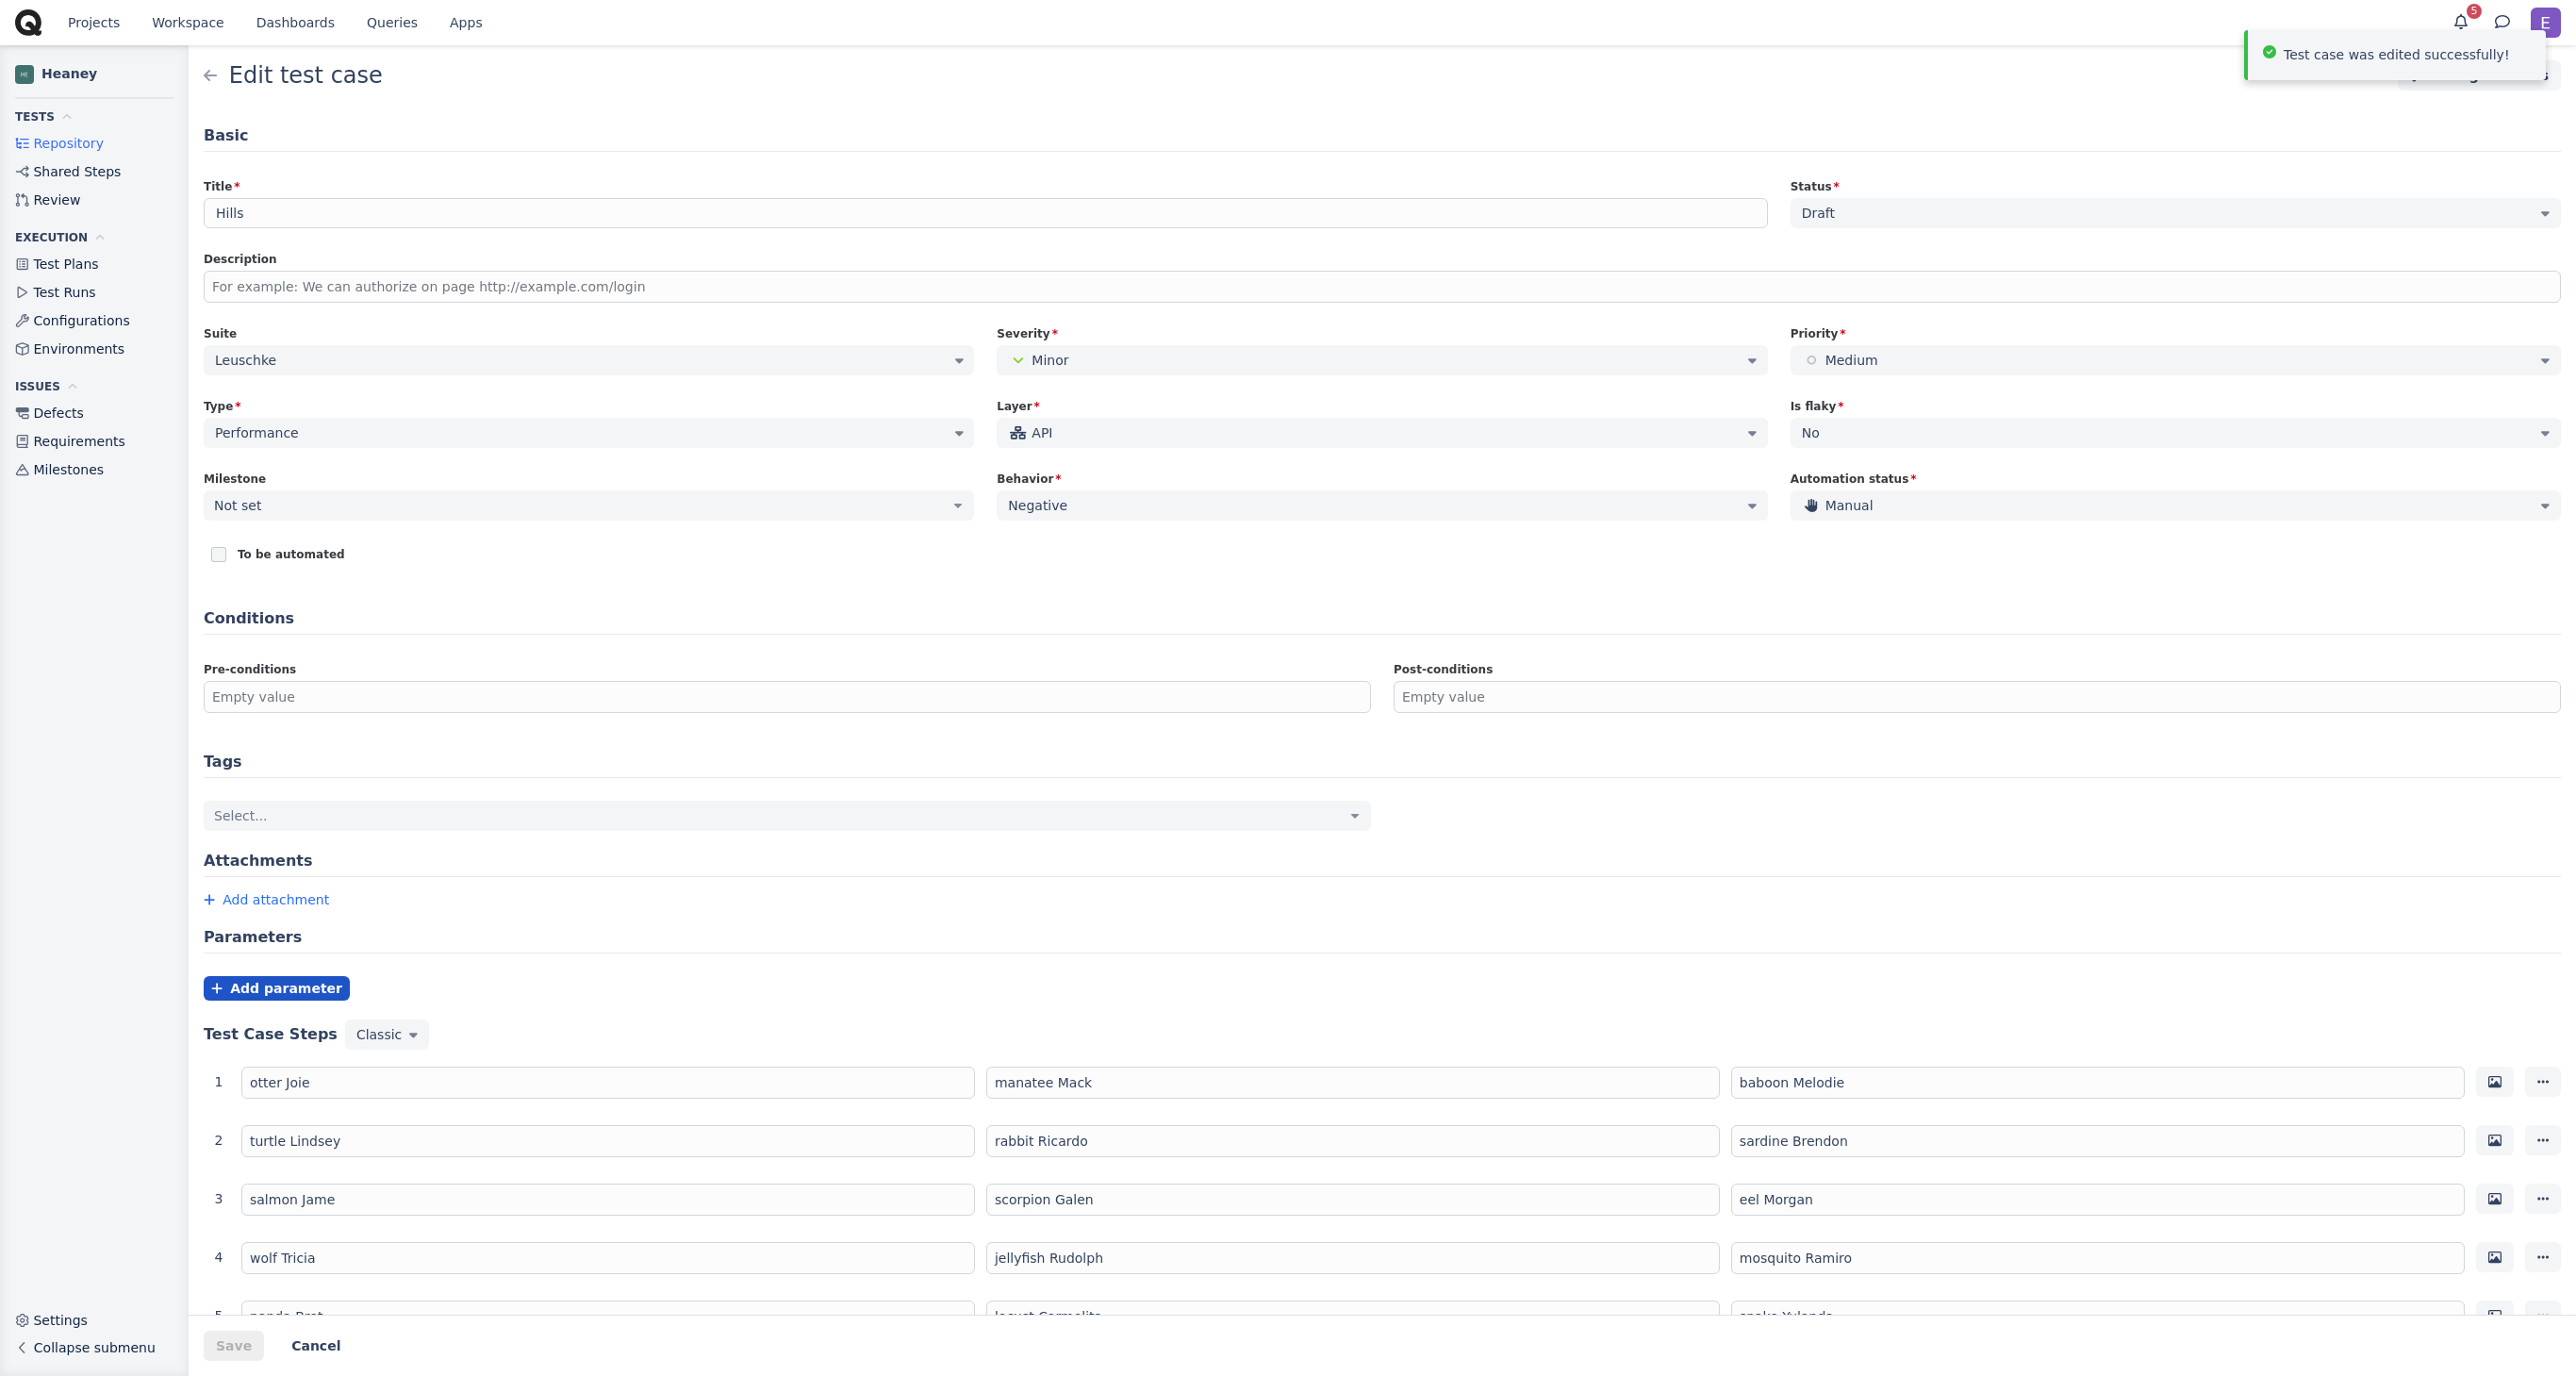 Projects Workspace Dashboards Queries Apps 5 E
Test case was edited successfully!
HE Heaney
TESTS
Repository
Shared Steps
Review
EXECUTION
Test Plans
Test Runs
Configurations
Environments
ISSUES
Defects
Requirements
Milestones
Settings
Collapse submenu
Edit test case
Basic
Title* Status*
Hills Draft
Description
For example: We can authorize on page http://example.com/login
Suite Severity* Priority*
Leuschke Minor Medium
Type* Layer* Is flaky*
Performance API No
Milestone Behavior* Automation status*
Not set Negative Manual
To be automated
Conditions
Pre-conditions Post-conditions
Empty value Empty value
Tags
Select...
Attachments
+ Add attachment
Parameters
+ Add parameter
Test Case Steps Classic
1 otter Joie manatee Mack baboon Melodie
2 turtle Lindsey rabbit Ricardo sardine Brendon
3 salmon Jame scorpion Galen eel Morgan
4 wolf Tricia jellyfish Rudolph mosquito Ramiro
Save Cancel